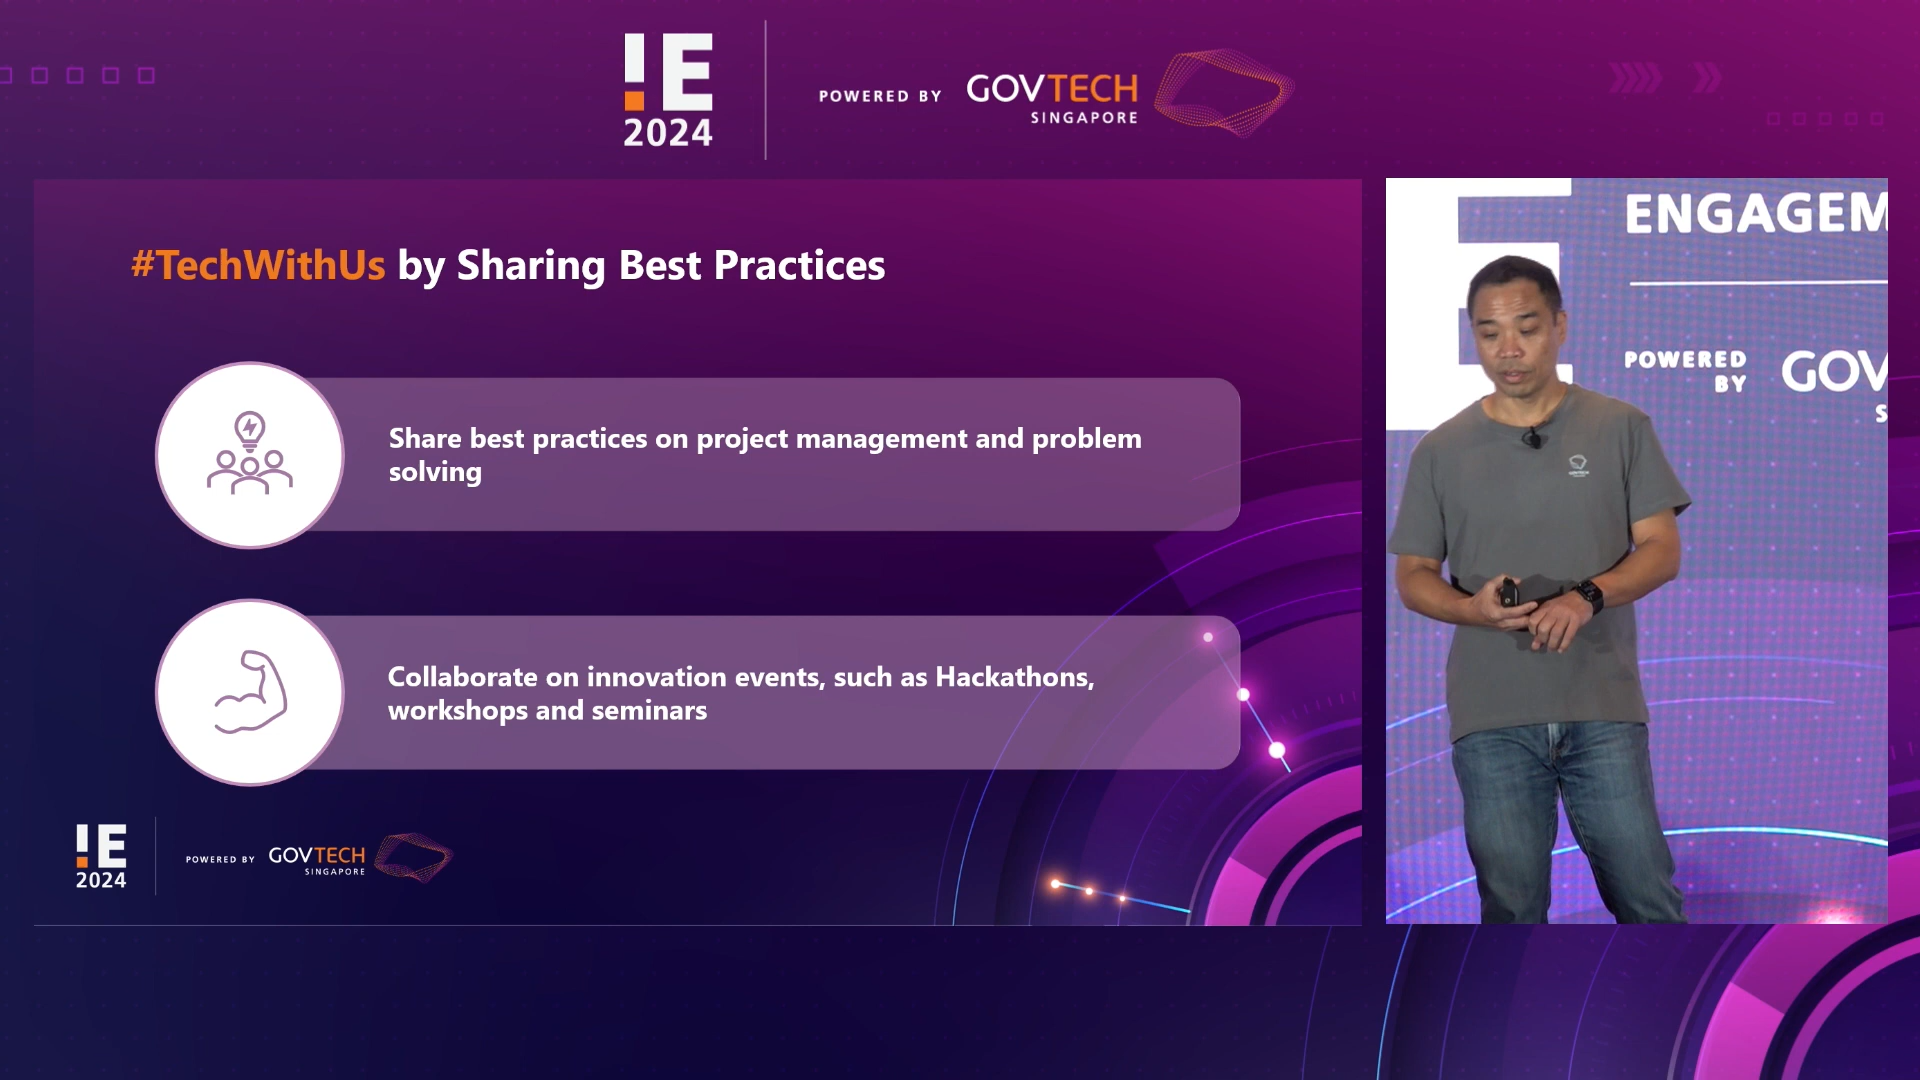 !E
2024
POWERED BY
GOVTECH
SINGAPORE
#TechWithUs by Sharing Best Practices
Share best practices on project management and problem
solving
Collaborate on innovation events, such as Hackathons,
workshops and seminars
!E
2024
POWERED BY
GOVTECH
SINGAPORE
ENGAGEM
POWERED
BY
GOV
S